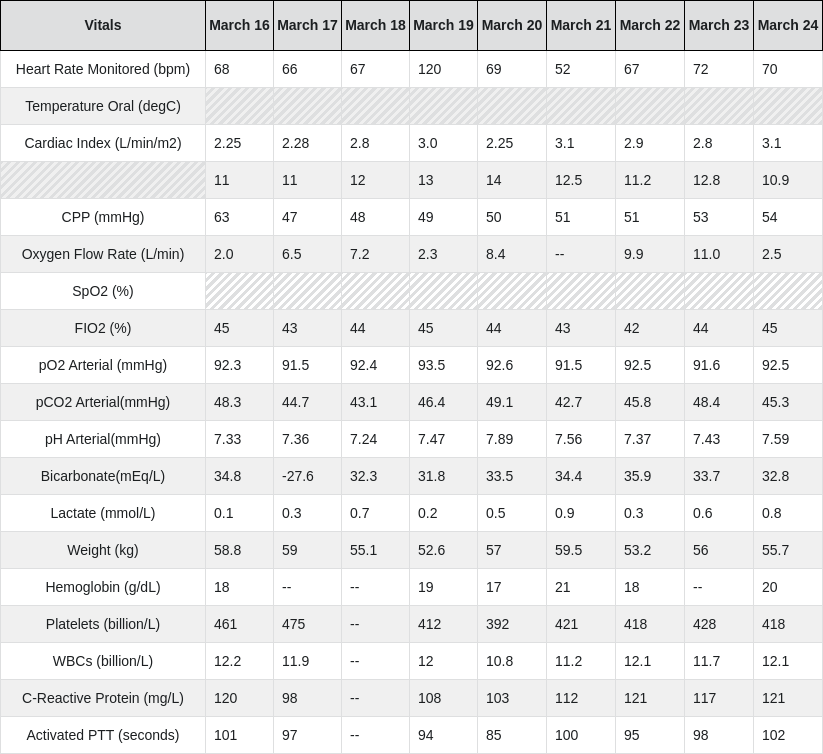 Vitals March 16 March 17 March 18 March 19 March 20 March 21 March 22 March 23 March 24
Heart Rate Monitored (bpm) 68 66 67 120 69 52 67 72 70
Temperature Oral (degC)
Cardiac Index (L/min/m2) 2.25 2.28 2.8 3.0 2.25 3.1 2.9 2.8 3.1
11 11 12 13 14 12.5 11.2 12.8 10.9
CPP (mmHg) 63 47 48 49 50 51 51 53 54
Oxygen Flow Rate (L/min) 2.0 6.5 7.2 2.3 8.4 -- 9.9 11.0 2.5
SpO2 (%)
FIO2 (%) 45 43 44 45 44 43 42 44 45
pO2 Arterial (mmHg) 92.3 91.5 92.4 93.5 92.6 91.5 92.5 91.6 92.5
pCO2 Arterial(mmHg) 48.3 44.7 43.1 46.4 49.1 42.7 45.8 48.4 45.3
pH Arterial(mmHg) 7.33 7.36 7.24 7.47 7.89 7.56 7.37 7.43 7.59
Bicarbonate(mEq/L) 34.8 -27.6 32.3 31.8 33.5 34.4 35.9 33.7 32.8
Lactate (mmol/L) 0.1 0.3 0.7 0.2 0.5 0.9 0.3 0.6 0.8
Weight (kg) 58.8 59 55.1 52.6 57 59.5 53.2 56 55.7
Hemoglobin (g/dL) 18 -- -- 19 17 21 18 -- 20
Platelets (billion/L) 461 475 -- 412 392 421 418 428 418
WBCs (billion/L) 12.2 11.9 -- 12 10.8 11.2 12.1 11.7 12.1
C-Reactive Protein (mg/L) 120 98 -- 108 103 112 121 117 121
Activated PTT (seconds) 101 97 -- 94 85 100 95 98 102